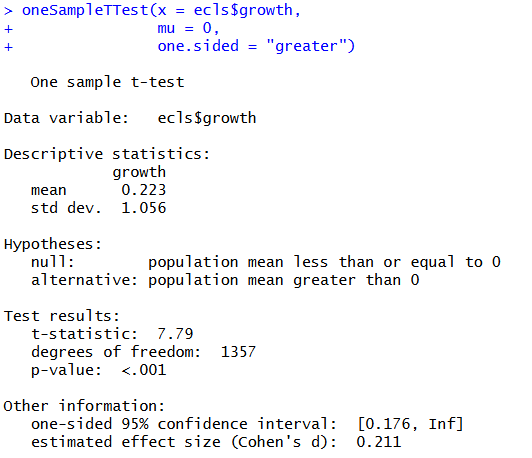 > oneSampleTTest(x = ecls$growth,
+ mu = 0,
+ one.sided = "greater")
One sample t-test
Data variable: ecls$growth
Descriptive statistics:
growth
mean 0.223
std dev. 1.056
Hypotheses:
null: population mean less than or equal to 0
alternative: population mean greater than 0
Test results:
t-statistic: 7.79
degrees of freedom: 1357
p-value: <.001
Other information:
one-sided 95% confidence interval: [0.176, Inf]
estimated effect size (Cohen's d): 0.211